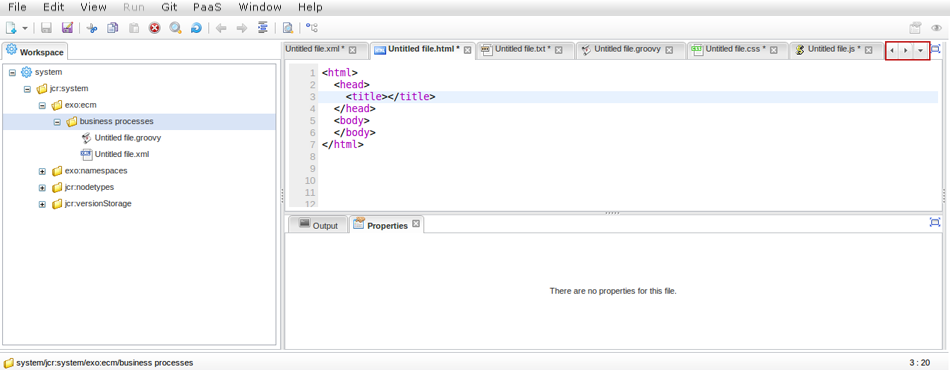 File Edit View Run Git PaaS Window Help
Workspace
Untitled file.xml * Untitled file.html * Untitled file.txt * Untitled file.groovy Untitled file.css * Untitled file.js *
system
jcr:system
exo:ecm
business processes
Untitled file.groovy
Untitled file.xml
exo:namespaces
jcr:nodetypes
jcr:versionStorage
1 <html>
2 <head>
3 <title></title>
4 </head>
5 <body>
6 </body>
7 </html>
8
9
10
11
12
Output Properties
There are no properties for this file.
system/jcr:system/exo:ecm/business processes 3 : 20